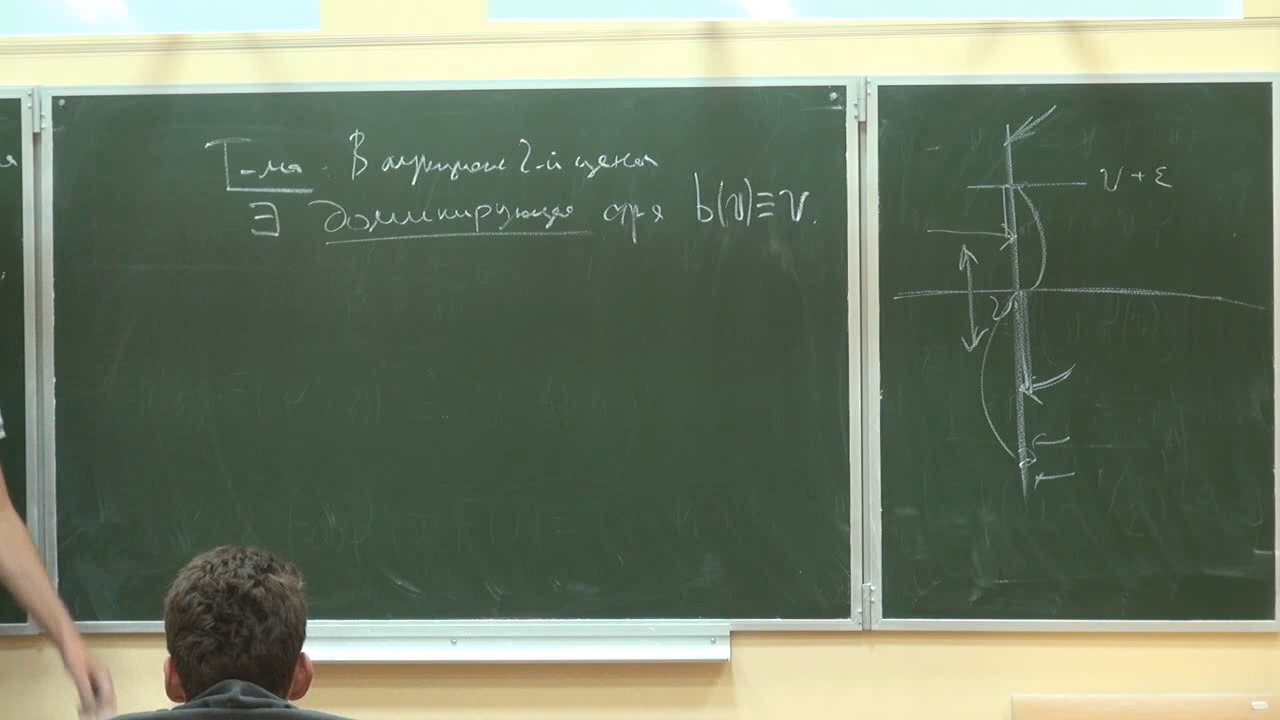 Т-ма: В аукционе 2-й цены
∃ доминирующая стр-я b(v)≡v.
v+ε
v